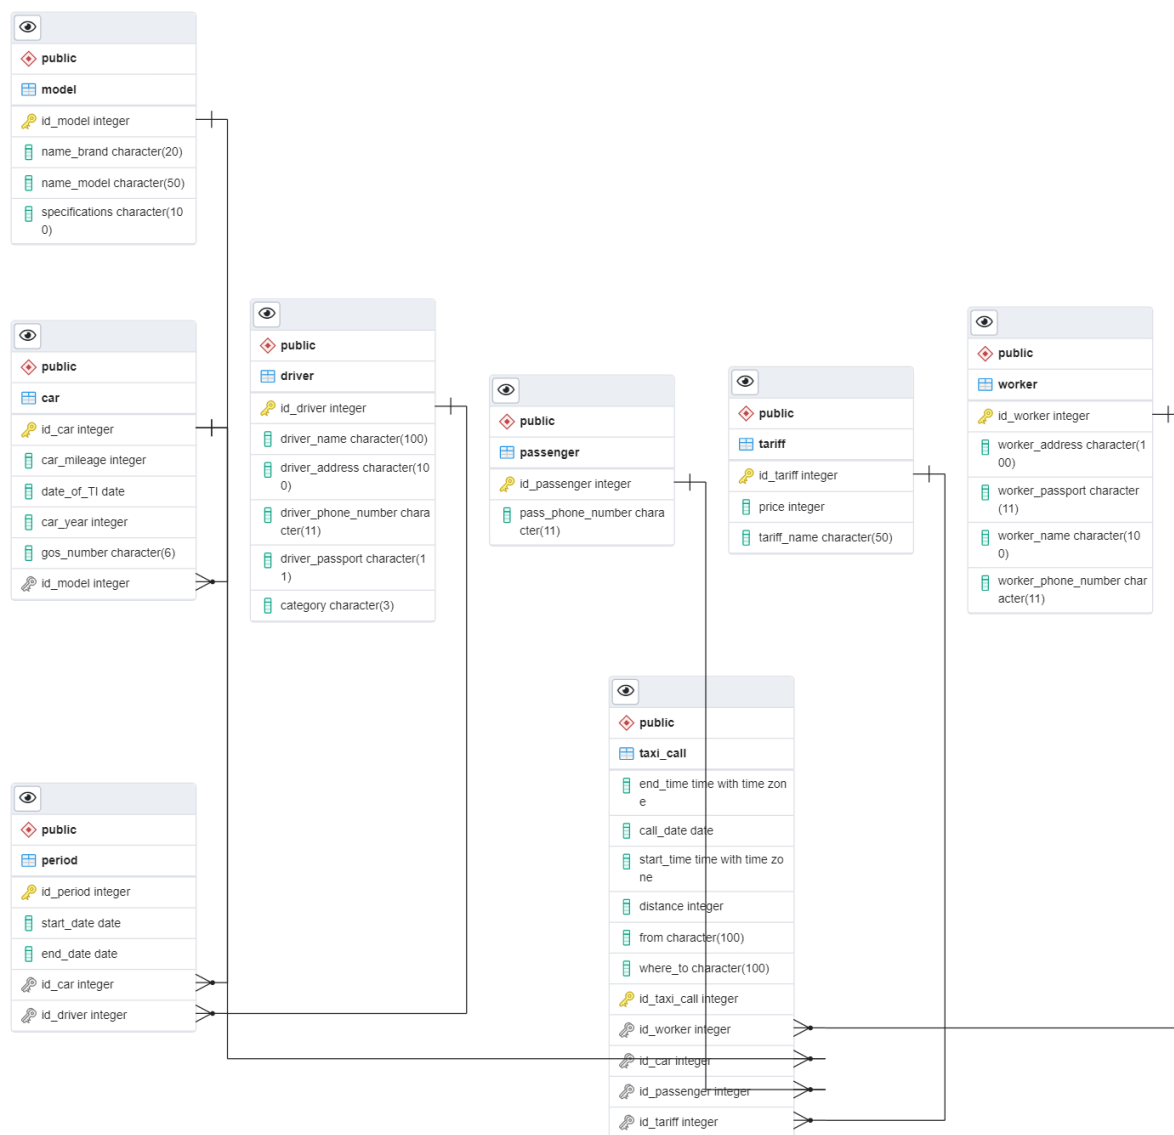 public
model
id_model integer
name_brand character(20)
name_model character(50)
specifications character(10
0)
public
car
id_car integer
car_mileage integer
date_of_TI date
car_year integer
gos_number character(6)
id_model integer
public
driver
id_driver integer
driver_name character(100)
driver_address character(10
0)
driver_phone_number chara
cter(11)
driver_passport character(1
1)
category character(3)
public
passenger
id_passenger integer
pass_phone_number chara
cter(11)
public
tariff
id_tariff integer
price integer
tariff_name character(50)
public
worker
id_worker integer
worker_address character(1
00)
worker_passport character
(11)
worker_name character(10
0)
worker_phone_number char
acter(11)
public
period
id_period integer
start_date date
end_date date
id_car integer
id_driver integer
public
taxi_call
end_time time with time zon
e
call_date date
start_time time with time zo
ne
distance integer
from character(100)
where_to character(100)
id_taxi_call integer
id_worker integer
id_car integer
id_passenger integer
id_tariff integer